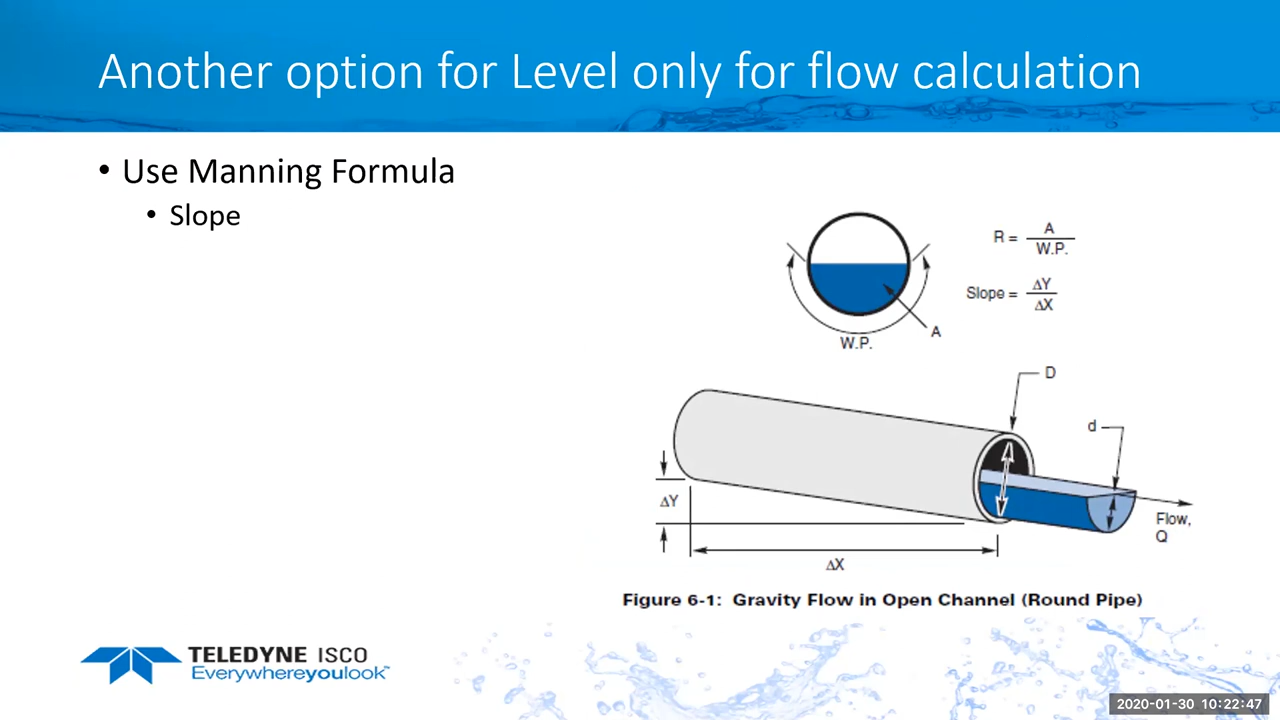 Another option for Level only for flow calculation
• Use Manning Formula
• Slope
R = A
W.P.
Slope = ΔY
ΔX
A
W.P.
D
d
ΔY
Flow,
Q
ΔX
Figure 6-1: Gravity Flow in Open Channel (Round Pipe)
TELEDYNE ISCO
Everywhereyoulook™
2020-01-30 10:22:47